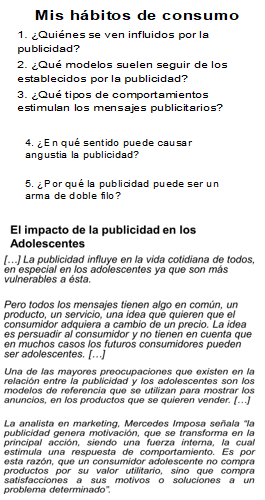 Mis hábitos de consumo
1. ¿Quiénes se ven influidos por la
publicidad?
2. ¿Qué modelos suelen seguir de los
establecidos por la publicidad?
3. ¿Qué tipos de comportamientos
estimulan los mensajes publicitarios?
4. ¿En qué sentido puede causar
angustia la publicidad?
5. ¿Por qué la publicidad puede ser un
arma de doble filo?
El impacto de la publicidad en los
Adolescentes
[…] La publicidad influye en la vida cotidiana de todos,
en especial en los adolescentes ya que son más
vulnerables a ésta.
Pero todos los mensajes tienen algo en común, un
producto, un servicio, una idea que quieren que el
consumidor adquiera a cambio de un precio. La idea
es persuadir al consumidor y no tienen en cuenta que
en muchos casos los futuros consumidores pueden
ser adolescentes. […]
Una de las mayores preocupaciones que existen en la
relación entre la publicidad y los adolescentes son los
modelos de referencia que se utilizan para mostrar los
anuncios, en los productos que se quieren vender. […]
La analista en marketing, Mercedes Imposa señala "la
publicidad genera motivación, que se transforma en la
principal acción, siendo una fuerza interna, la cual
estimula una respuesta de comportamiento. Es por
esta razón, que un consumidor adolescente no compra
productos por su valor utilitario, sino que compra
satisfacciones a sus motivos o soluciones a un
problema determinado".